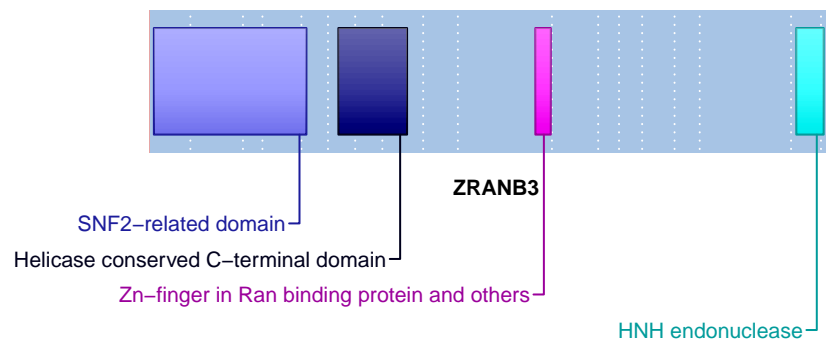 ZRANB3
SNF2−related domain
Helicase conserved C−terminal domain
Zn−finger in Ran binding protein and others
HNH endonuclease